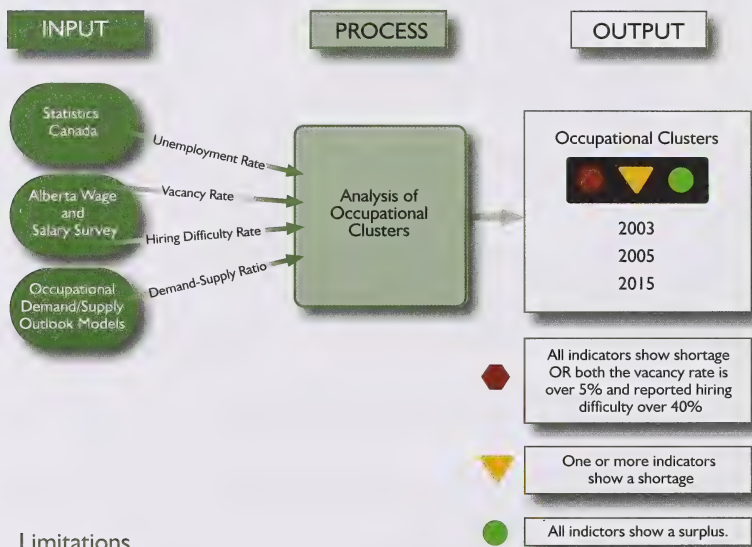 INPUT
PROCESS
OUTPUT
Statistics
Canada
Unemployment Rate
Alberta Wage
and
Salary Survey
Vacancy Rate
Hiring Difficulty Rate
Occupational
Demand/Supply
Outlook Models
Demand-Supply Ratio
Analysis of
Occupational
Clusters
Occupational Clusters
2003
2005
2015
All indicators show shortage
OR both the vacancy rate is
over 5% and reported hiring
difficulty over 40%
One or more indicators
show a shortage
All indictors show a surplus.
Limitations